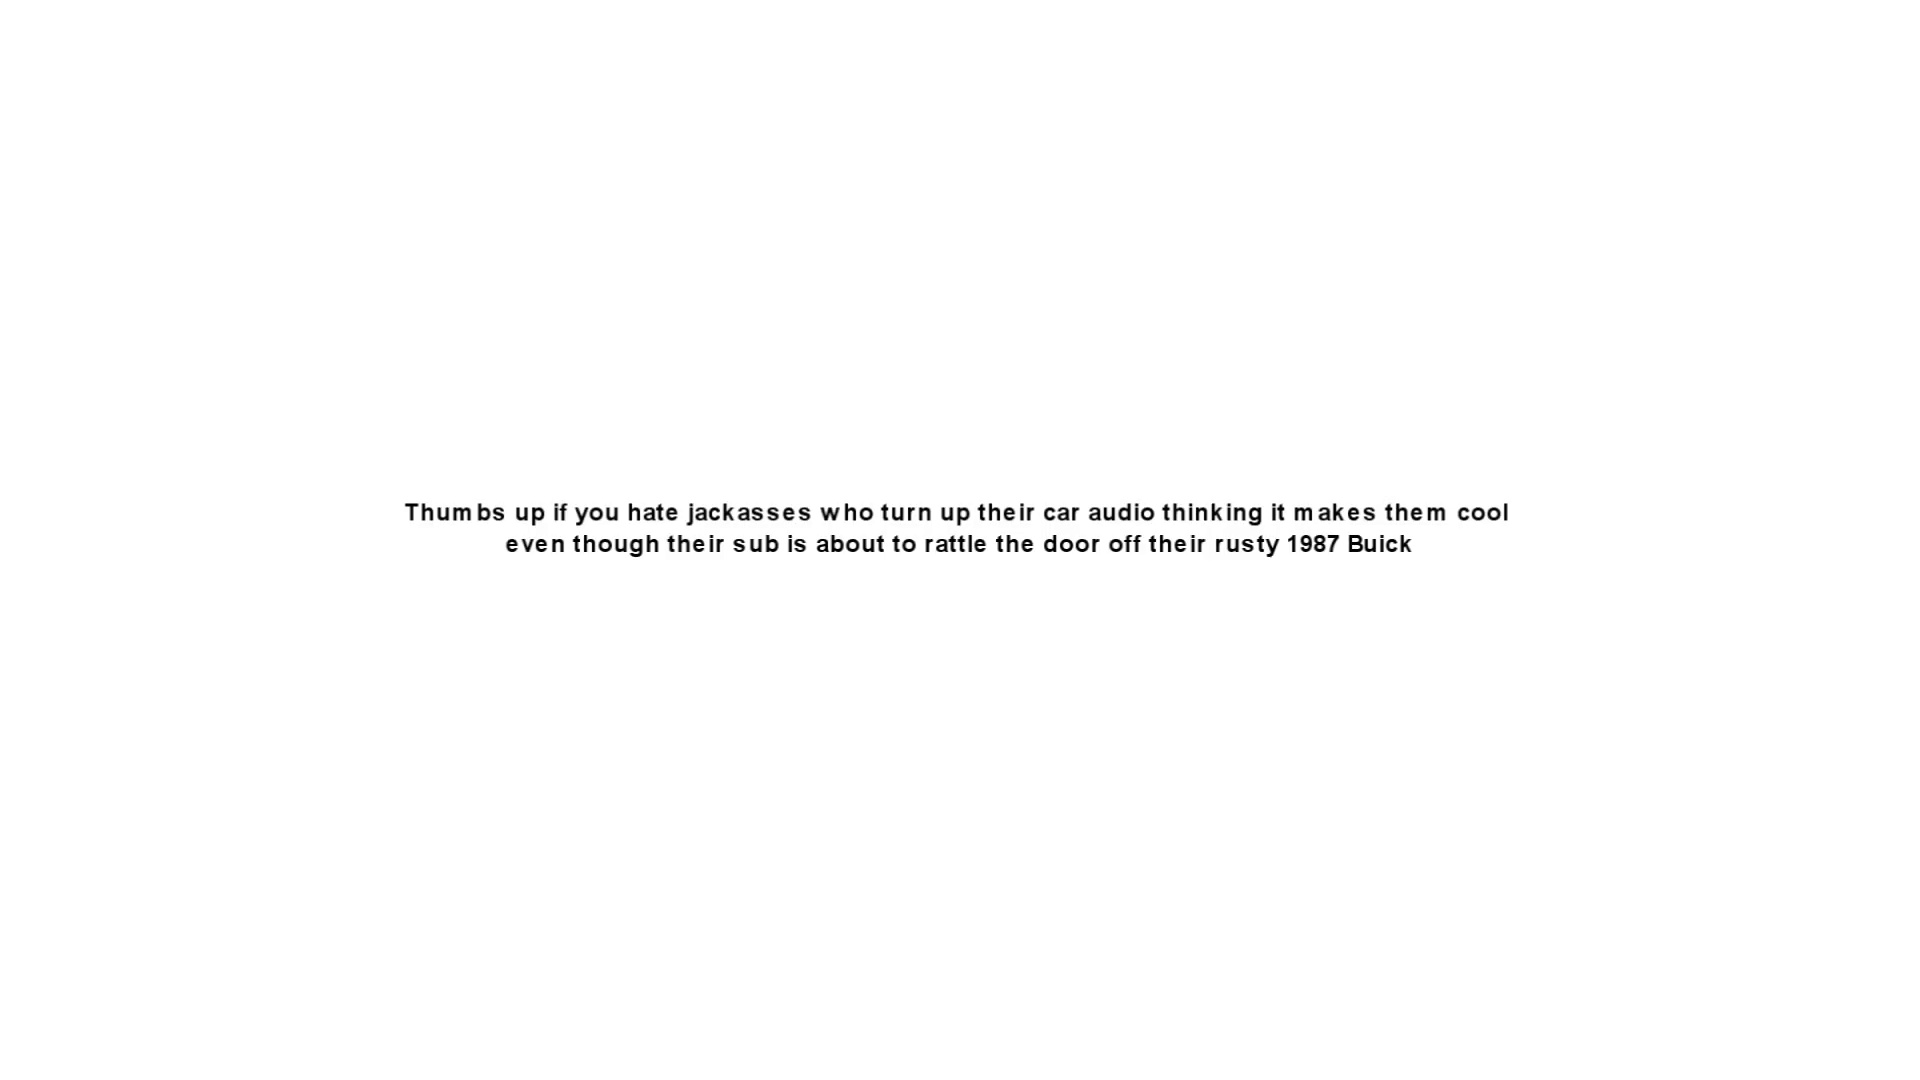 Thumbs up if you hate jackasses who turn up their car audio thinking it makes them cool
even though their sub is about to rattle the door off their rusty 1987 Buick